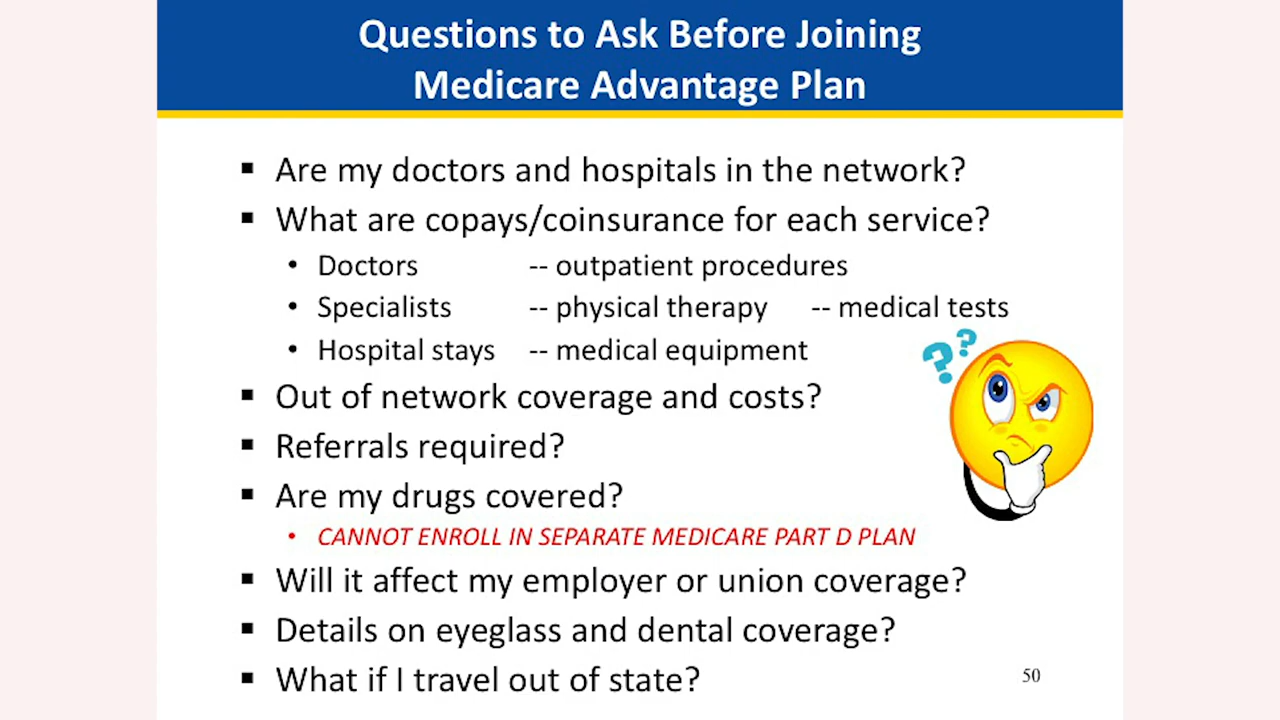 Questions to Ask Before Joining
Medicare Advantage Plan
▪ Are my doctors and hospitals in the network?
▪ What are copays/coinsurance for each service?
• Doctors -- outpatient procedures
• Specialists -- physical therapy -- medical tests
• Hospital stays -- medical equipment
??
▪ Out of network coverage and costs?
▪ Referrals required?
▪ Are my drugs covered?
• CANNOT ENROLL IN SEPARATE MEDICARE PART D PLAN
▪ Will it affect my employer or union coverage?
▪ Details on eyeglass and dental coverage?
▪ What if I travel out of state?
50